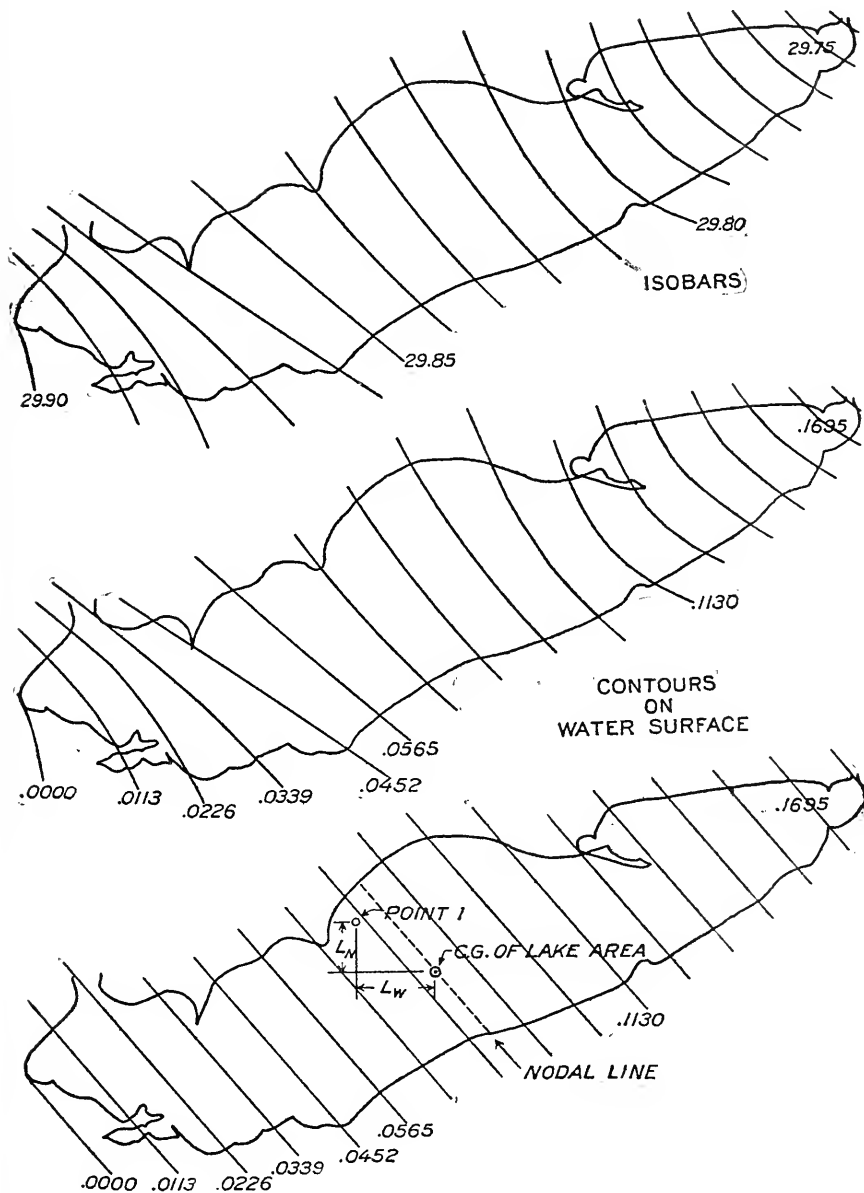 29.75
29.80
ISOBARS
29.85
29.90
.1695
.1130
CONTOURS
ON
WATER SURFACE
.0565
.0452
.0339
.0226
.0113
.0000
.1695
POINT 1
L_N
C.G. OF LAKE AREA
L_W
.1130
NODAL LINE
.0565
.0452
.0339
.0226
.0113
.0000